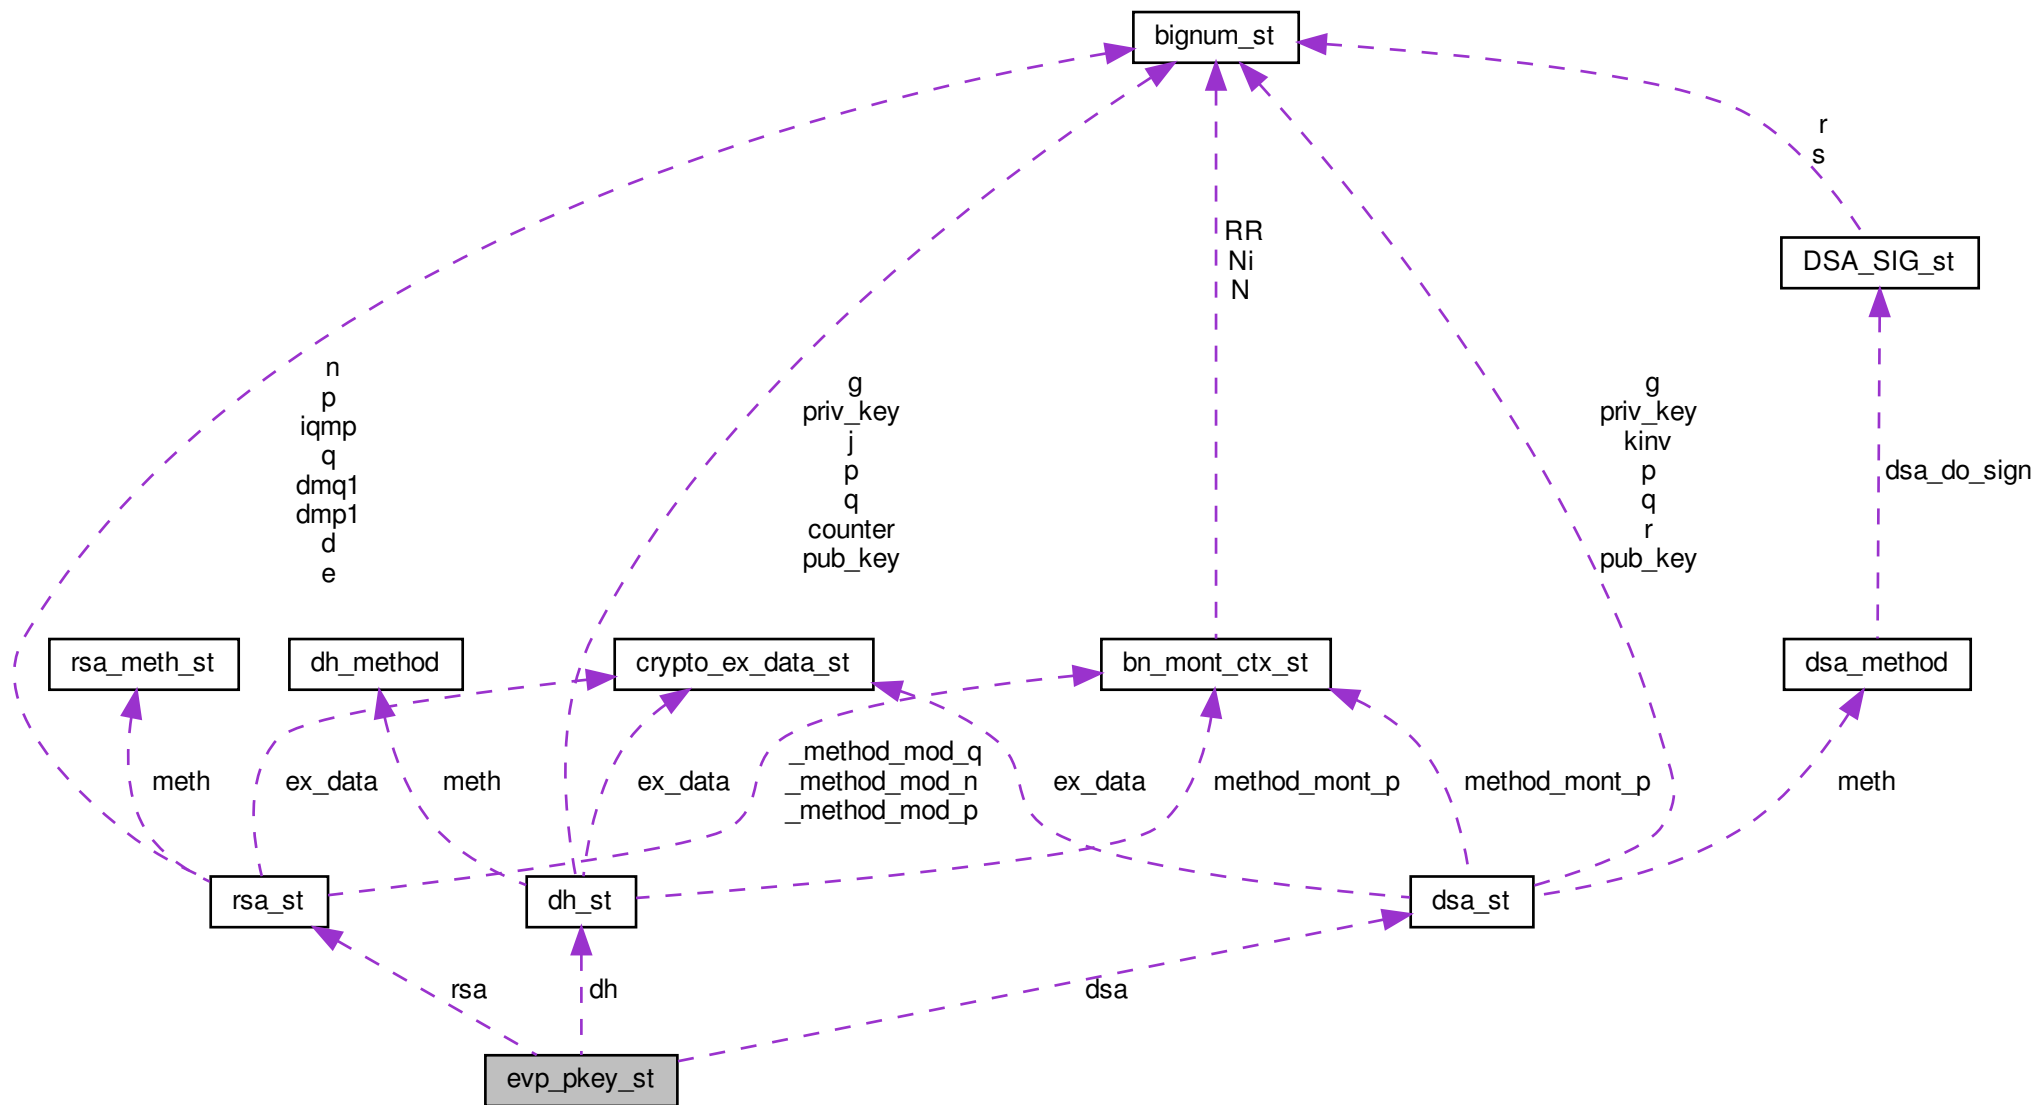 bignum_st
r
s
RR
Ni
N
DSA_SIG_st
n
p
iqmp
q
dmq1
dmp1
d
e
g
priv_key
j
p
q
counter
pub_key
g
priv_key
kinv
p
q
r
pub_key
dsa_do_sign
rsa_meth_st
dh_method
crypto_ex_data_st
bn_mont_ctx_st
dsa_method
meth
ex_data
meth
ex_data
_method_mod_q
_method_mod_n
_method_mod_p
ex_data
method_mont_p
method_mont_p
meth
rsa_st
dh_st
dsa_st
rsa
dh
dsa
evp_pkey_st